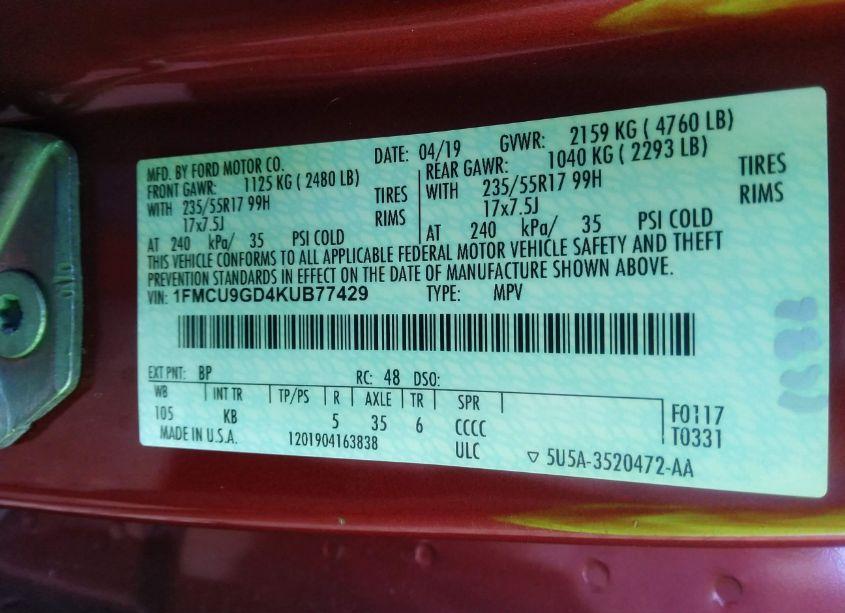 MFD. BY FORD MOTOR CO. DATE: 04/19 GVWR: 2159 KG ( 4760 LB)
FRONT GAWR: 1125 KG ( 2480 LB) REAR GAWR: 1040 KG ( 2293 LB)
WITH 235/55R17 99H TIRES WITH 235/55R17 99H TIRES
17x7.5J RIMS 17x7.5J RIMS
AT 240 kPa/ 35 PSI COLD AT 240 kPa/ 35 PSI COLD
THIS VEHICLE CONFORMS TO ALL APPLICABLE FEDERAL MOTOR VEHICLE SAFETY AND THEFT
PREVENTION STANDARDS IN EFFECT ON THE DATE OF MANUFACTURE SHOWN ABOVE.
VIN: 1FMCU9GD4KUB77429 TYPE: MPV
EXT PNT: BP RC: 48 DSO:
WB INT TR TP/PS R AXLE TR SPR
105 KB 5 35 6 CCCC F0117
MADE IN U.S.A. 1201904163838 ULC T0331
▽ 5U5A-3520472-AA